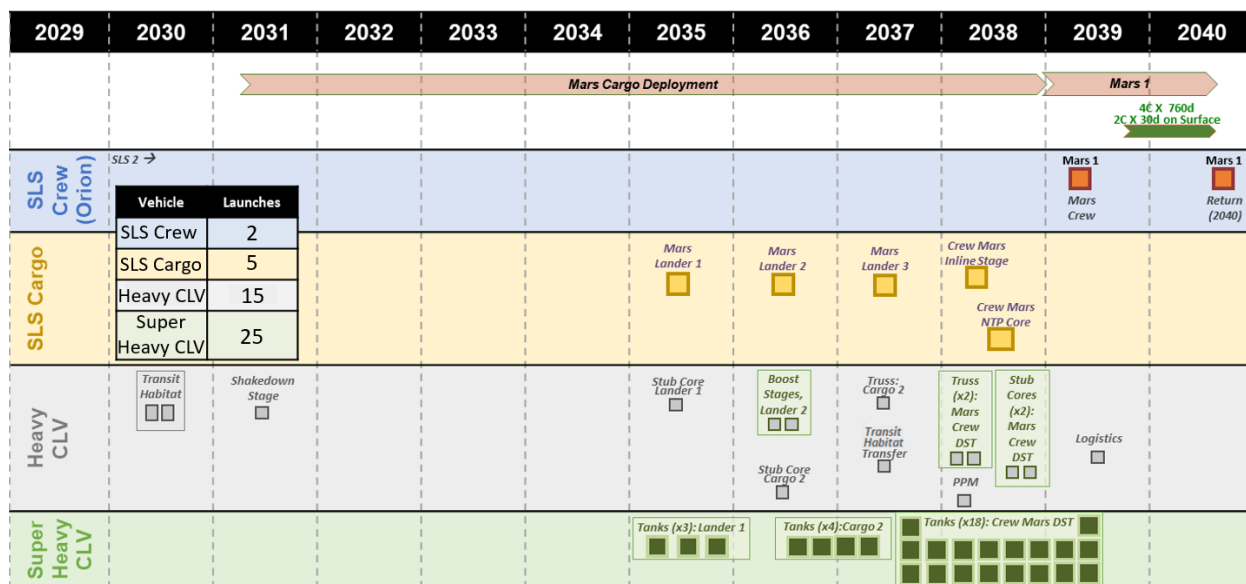 2029 2030 2031 2032 2033 2034 2035 2036 2037 2038 2039 2040
Mars Cargo Deployment
Mars 1
4C X 760d
2C X 30d on Surface
SLS
Crew
(Orion)
SLS 2 →
Mars 1
Mars
Crew
Mars 1
Return
(2040)
Vehicle Launches
SLS Crew 2
SLS Cargo 5
Heavy CLV 15
Super
Heavy CLV 25
SLS Cargo
Mars
Lander 1
Mars
Lander 2
Mars
Lander 3
Crew Mars
Inline Stage
Crew Mars
NTP Core
Heavy
CLV
Transit
Habitat
Shakedown
Stage
Stub Core
Lander 1
Boost
Stages,
Lander 2
Stub Core
Cargo 2
Truss:
Cargo 2
Transit
Habitat
Transfer
Truss
(x2):
Mars
Crew
DST
PPM
Stub
Cores
(x2):
Mars
Crew
DST
Logistics
Super
Heavy
CLV
Tanks (x3): Lander 1
Tanks (x4):Cargo 2
Tanks (x18): Crew Mars DST